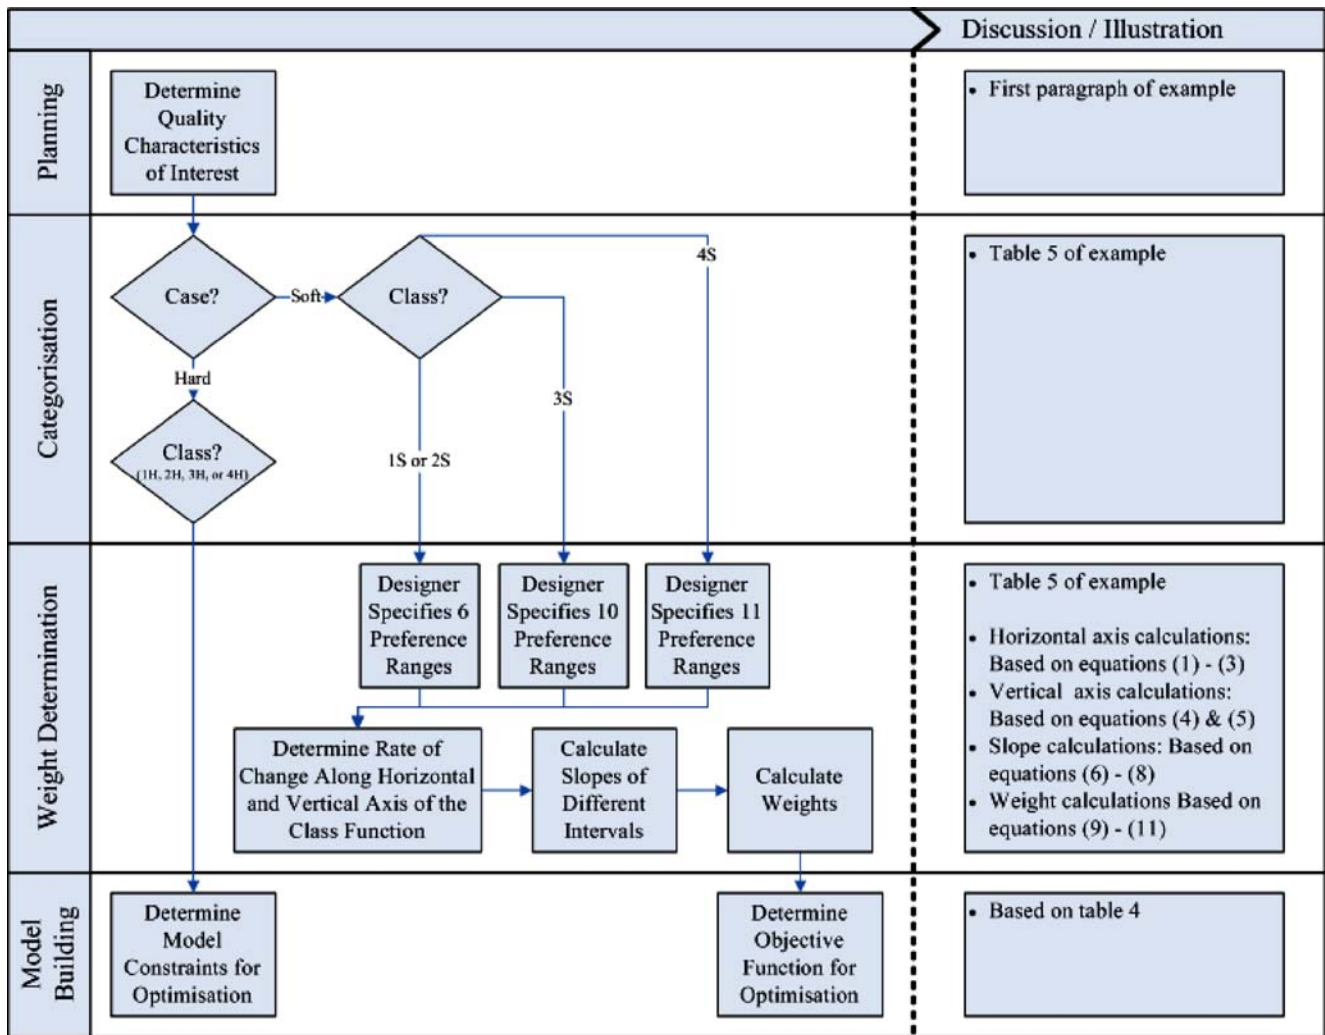 Discussion / Illustration
Planning
Determine
Quality
Characteristics
of Interest
• First paragraph of example
Categorisation
Case?
Soft
Class?
4S
3S
1S or 2S
Hard
Class?
(1H, 2H, 3H, or 4H)
• Table 5 of example
Weight Determination
Designer
Specifies 6
Preference
Ranges
Designer
Specifies 10
Preference
Ranges
Designer
Specifies 11
Preference
Ranges
Determine Rate of
Change Along Horizontal
and Vertical Axis of the
Class Function
Calculate
Slopes of
Different
Intervals
Calculate
Weights
• Table 5 of example
• Horizontal axis calculations:
Based on equations (1) - (3)
• Vertical axis calculations:
Based on equations (4) & (5)
• Slope calculations: Based on
equations (6) - (8)
• Weight calculations Based on
equations (9) - (11)
Model
Building
Determine
Model
Constraints for
Optimisation
Determine
Objective
Function for
Optimisation
• Based on table 4